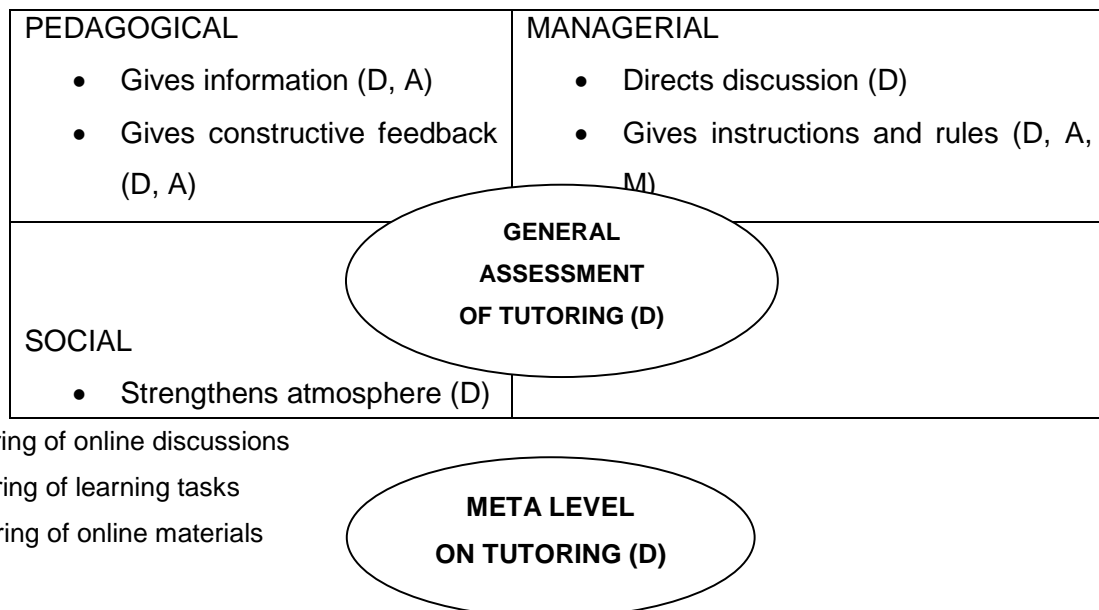 PEDAGOGICAL
• Gives information (D, A)
• Gives constructive feedback
(D, A)
MANAGERIAL
• Directs discussion (D)
• Gives instructions and rules (D, A,
M)
GENERAL
ASSESSMENT
OF TUTORING (D)
SOCIAL
• Strengthens atmosphere (D)
ring of online discussions
ring of learning tasks
ring of online materials
META LEVEL
ON TUTORING (D)